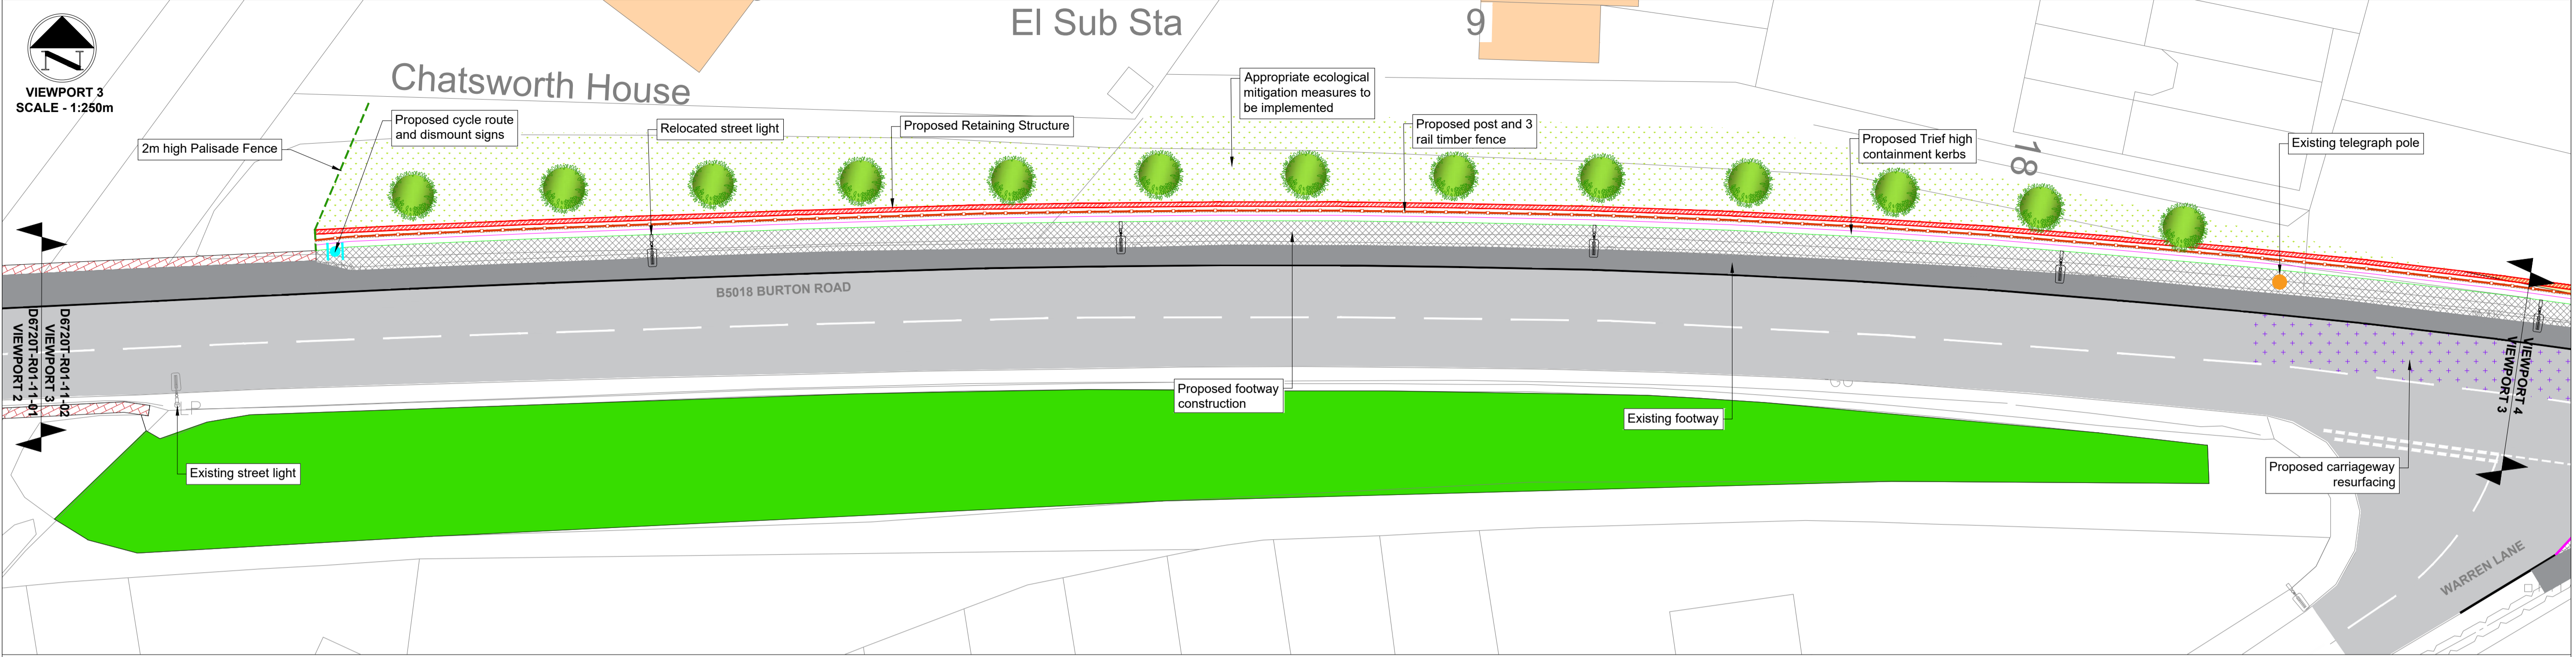 N
VIEWPORT 3
SCALE - 1:250m
El Sub Sta
9
Chatsworth House
2m high Palisade Fence
Proposed cycle route
and dismount signs
Relocated street light
Proposed Retaining Structure
Appropriate ecological
mitigation measures to
be implemented
Proposed post and 3
rail timber fence
Proposed Trief high
containment kerbs
18
Existing telegraph pole
B5018 BURTON ROAD
D6720T-R01-11-02
VIEWPORT 3
D6720T-R01-11-01
VIEWPORT 2
Existing street light
Proposed footway
construction
Existing footway
Proposed carriageway
resurfacing
VIEWPORT 4
VIEWPORT 3
WARREN LANE